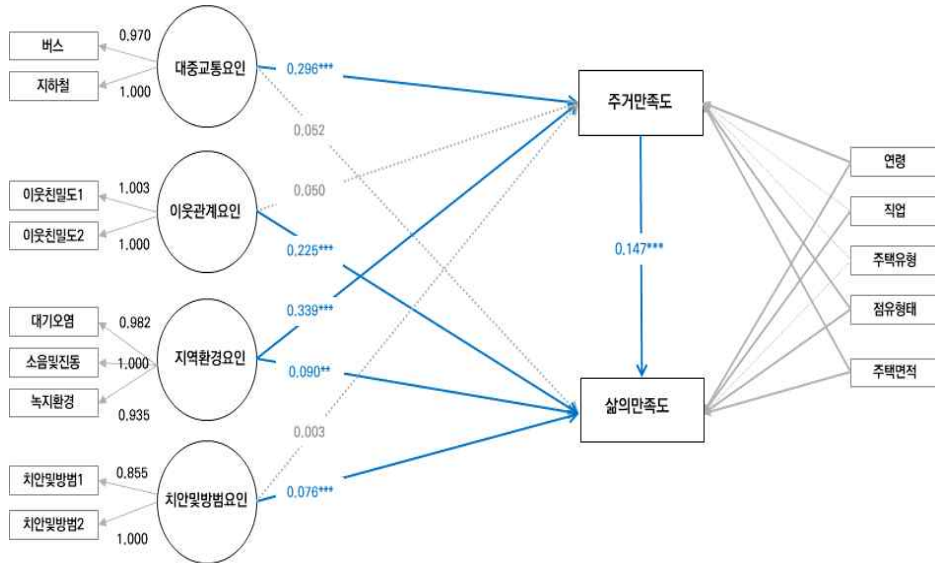 버스
지하철
0.970
1.000
대중교통요인
0.296***
0.052
주거만족도
이웃친밀도1
이웃친밀도2
1.003
1.000
이웃관계요인
0.050
0.225***
0.147***
연령
직업
주택유형
점유형태
주택면적
대기오염
소음및진동
녹지환경
0.982
1.000
0.935
지역환경요인
0.339***
0.090**
삶의만족도
치안및방범1
치안및방범2
0.855
1.000
치안및방범요인
0.003
0.076***